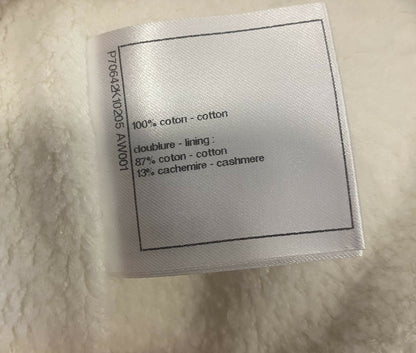 P70642K10205 AW001
100% coton - cotton
doublure - lining :
87% coton - cotton
13% cachemire - cashmere